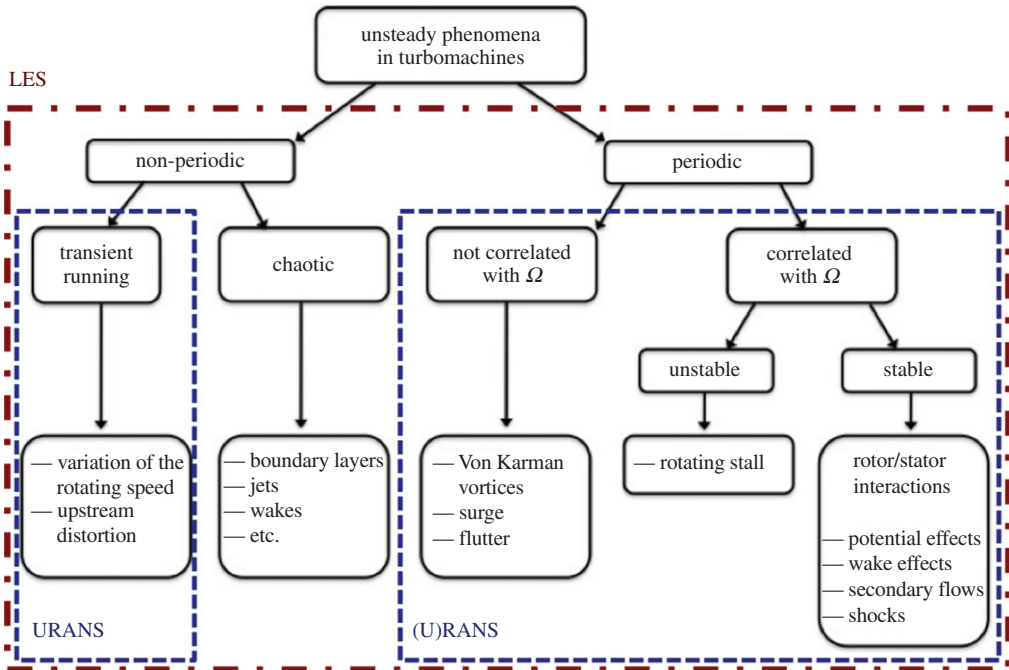 unsteady phenomena
in turbomachines
LES
non-periodic
periodic
transient
running
chaotic
not correlated
with Ω
correlated
with Ω
unstable
stable
— variation of the
rotating speed
— upstream
distortion
— boundary layers
— jets
— wakes
— etc.
— Von Karman
vortices
— surge
— flutter
— rotating stall
rotor/stator
interactions
— potential effects
— wake effects
— secondary flows
— shocks
URANS
(U)RANS